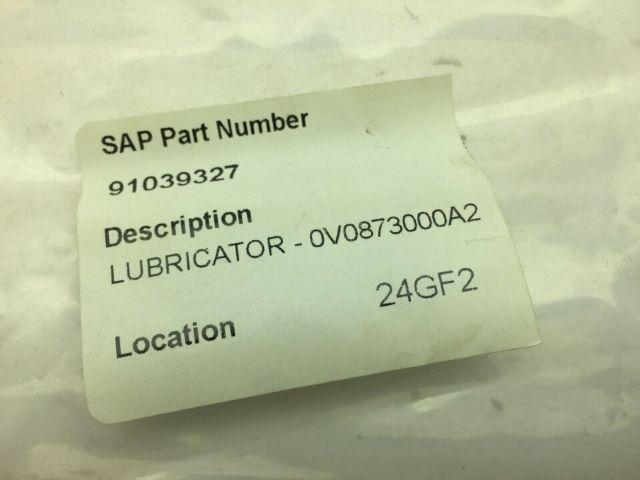 SAP Part Number
91039327
Description
LUBRICATOR - 0V0873000A2
24GF2
Location